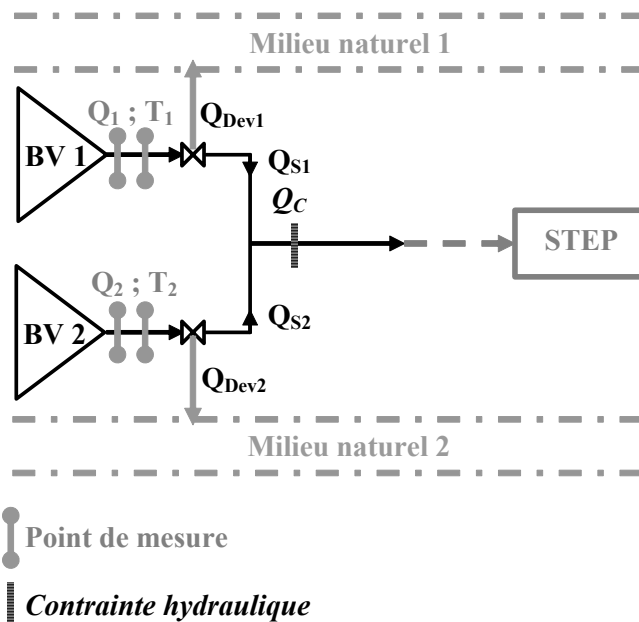 Milieu naturel 1
Q1 ; T1
QDev1
BV 1
QS1
QC
STEP
Q2 ; T2
QS2
BV 2
QDev2
Milieu naturel 2
Point de mesure
Contrainte hydraulique